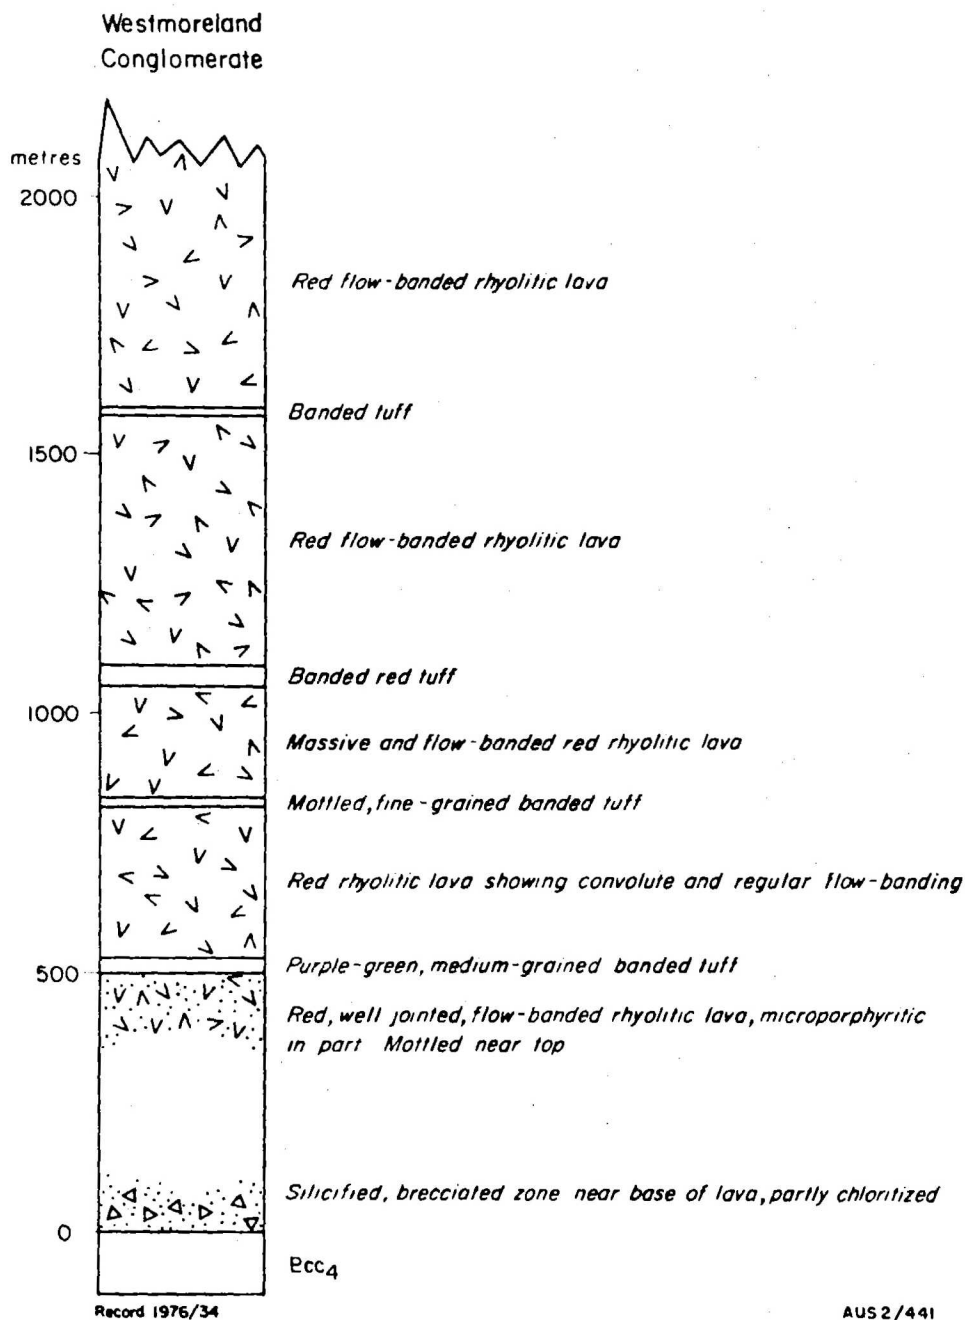 Westmoreland
Conglomerate
metres
2000
Red flow-banded rhyolitic lava
Banded tuff
1500
Red flow-banded rhyolitic lava
Banded red tuff
1000
Massive and flow-banded red rhyolitic lava
Mottled, fine-grained banded tuff
Red rhyolitic lava showing convolute and regular flow-banding
Purple-green, medium-grained banded tuff
500
Red, well jointed, flow-banded rhyolitic lava, microporphyritic
in part Mottled near top
Silicified, brecciated zone near base of lava, partly chloritized
0
Pcc4
Record 1976/34
AUS 2/441